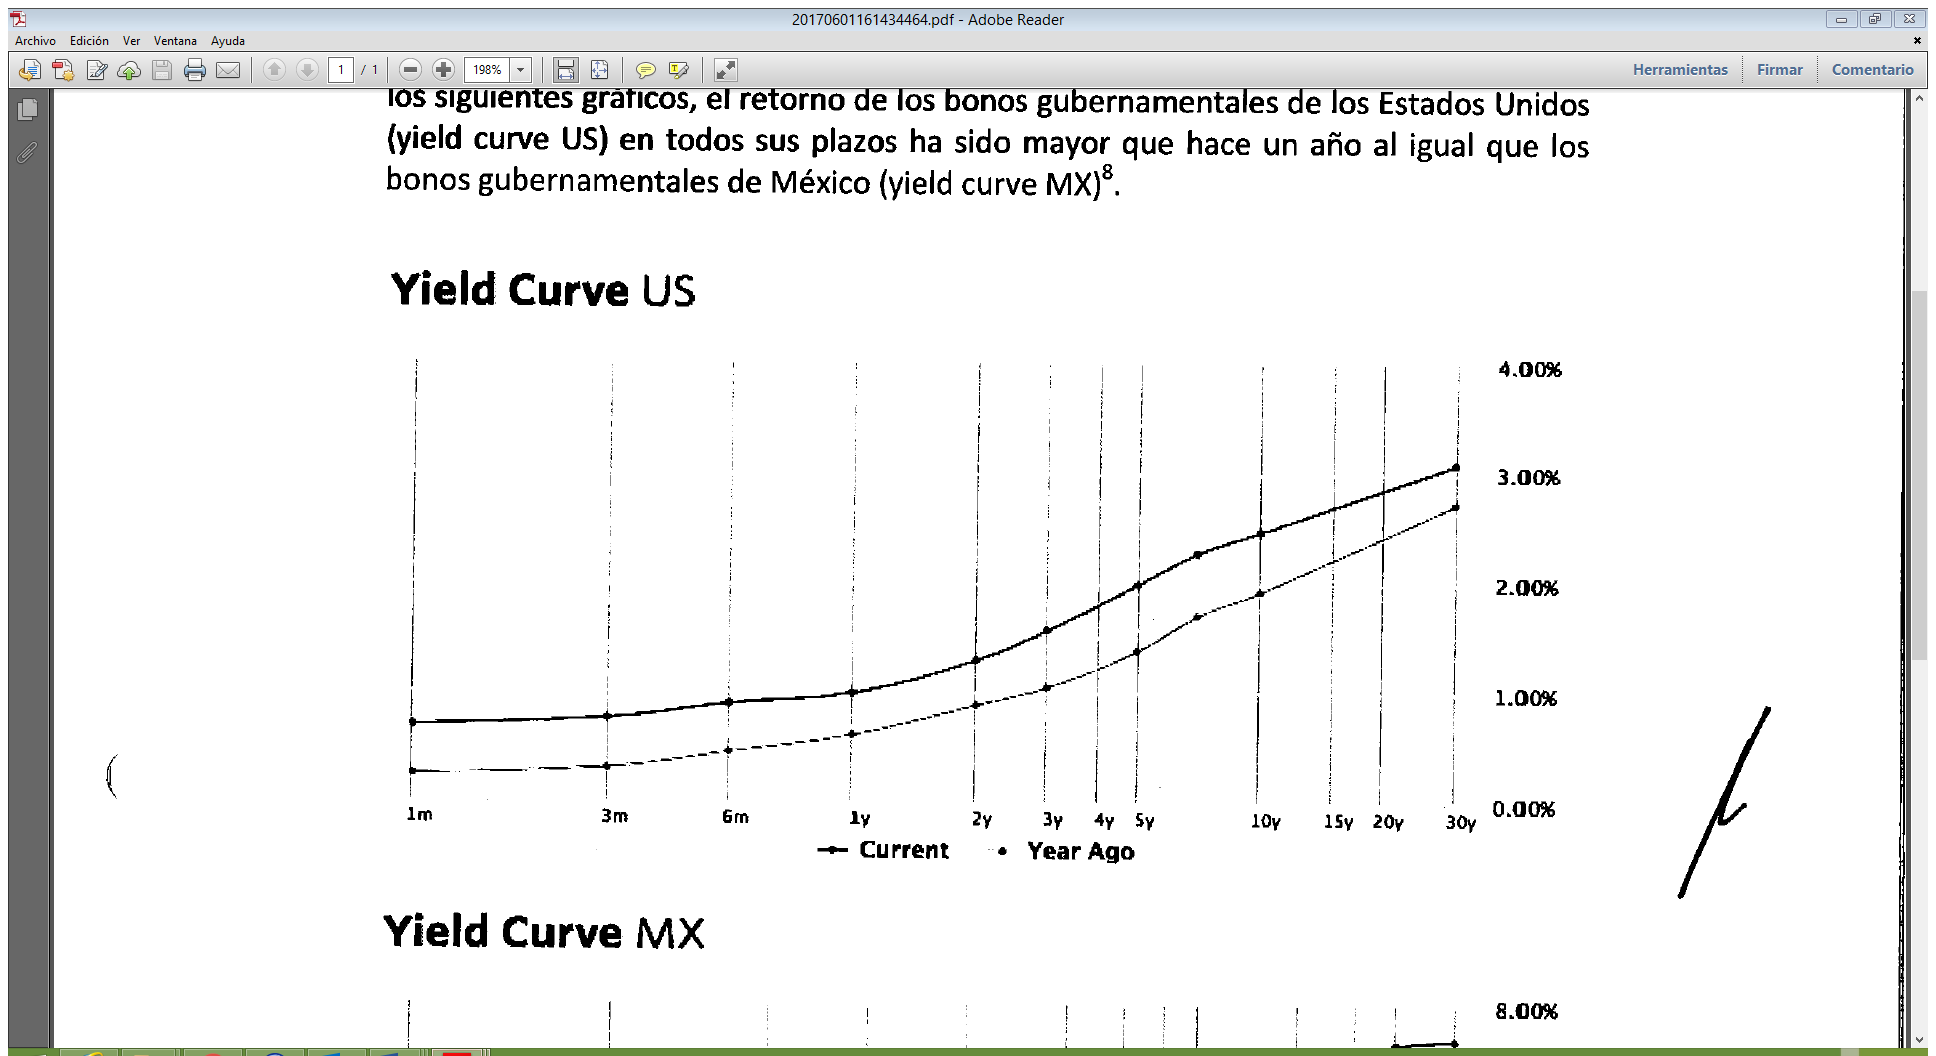 20170601161434464.pdf - Adobe Reader
Archivo Edición Ver Ventana Ayuda
1 / 1 198% Herramientas Firmar Comentario
los siguientes gráficos, el retorno de los bonos gubernamentales de los Estados Unidos
(yield curve US) en todos sus plazos ha sido mayor que hace un año al igual que los
bonos gubernamentales de México (yield curve MX)8.
Yield Curve US
4.00%
3.00%
2.00%
1.00%
0.00%
1m 3m 6m 1y 2y 3y 4y 5y 10y 15y 20y 30y
Current Year Ago
Yield Curve MX
8.00%